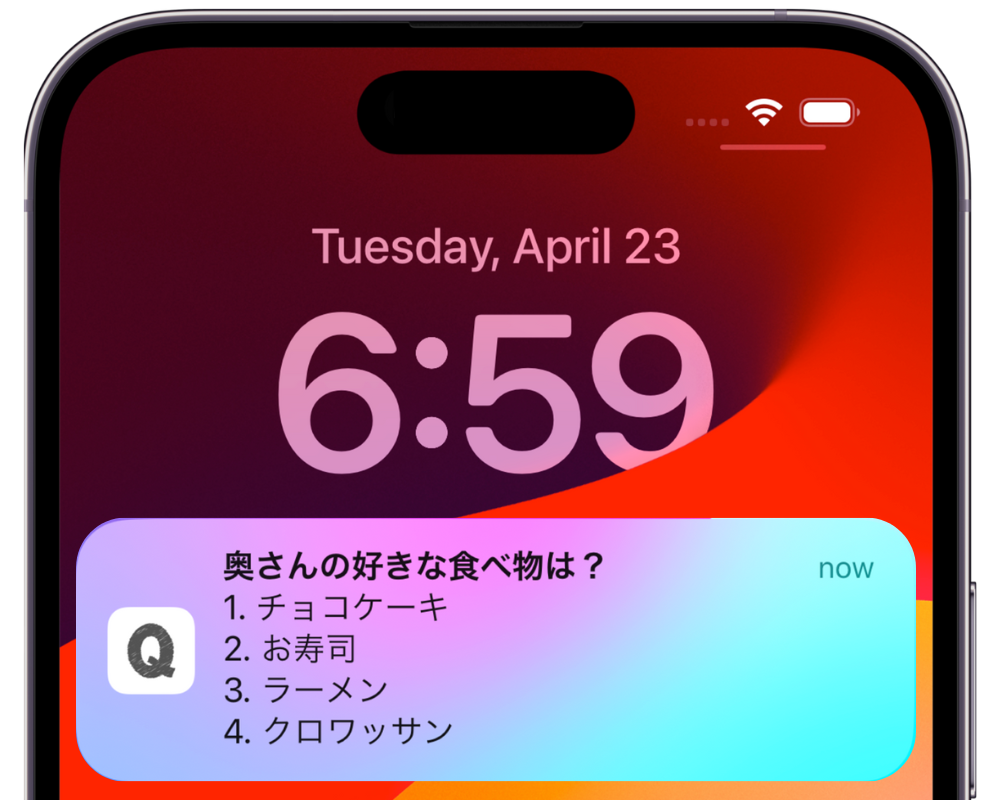 Tuesday, April 23
6:59
奥さんの好きな食べ物は？
now
1. チョコケーキ
2. お寿司
3. ラーメン
4. クロワッサン
Q